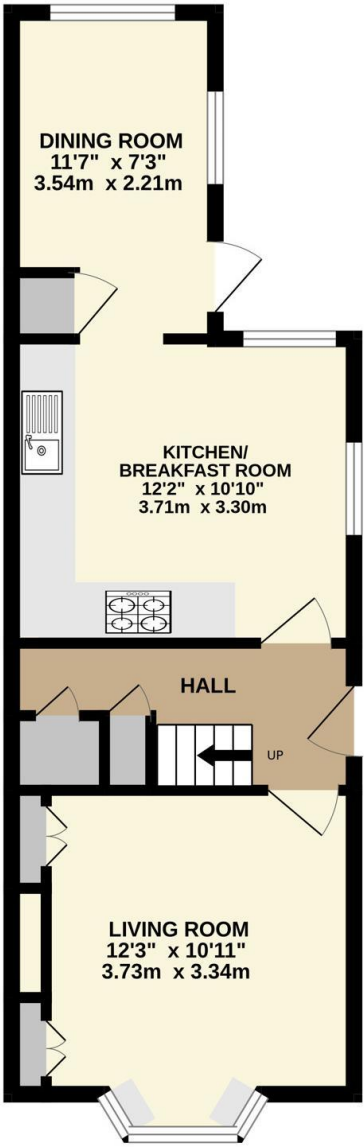 DINING ROOM
11'7" x 7'3"
3.54m x 2.21m
KITCHEN/
BREAKFAST ROOM
12'2" x 10'10"
3.71m x 3.30m
HALL
UP
LIVING ROOM
12'3" x 10'11"
3.73m x 3.34m